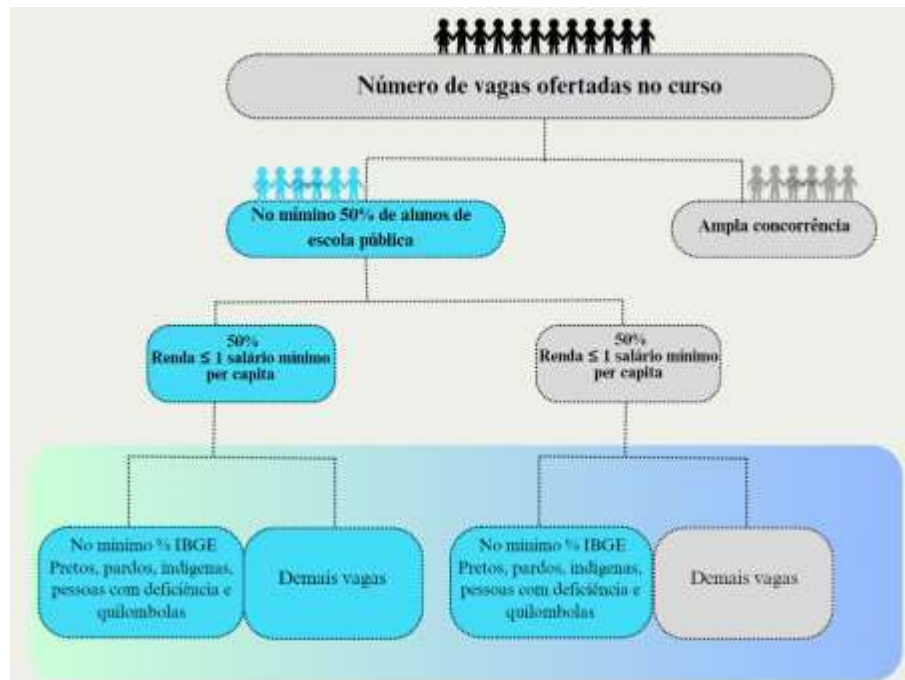 Número de vagas ofertadas no curso
No mímino 50% de alunos de
escola pública
Ampla concorrência
50%
Renda ≤ 1 salário mínimo
per capita
50%
Renda ≤ 1 salário mínimo
per capita
No mínimo % IBGE
Pretos, pardos, indígenas,
pessoas com deficiência e
quilombolas
Demais vagas
No mínimo % IBGE
Pretos, pardos, indígenas,
pessoas com deficiência e
quilombolas
Demais vagas